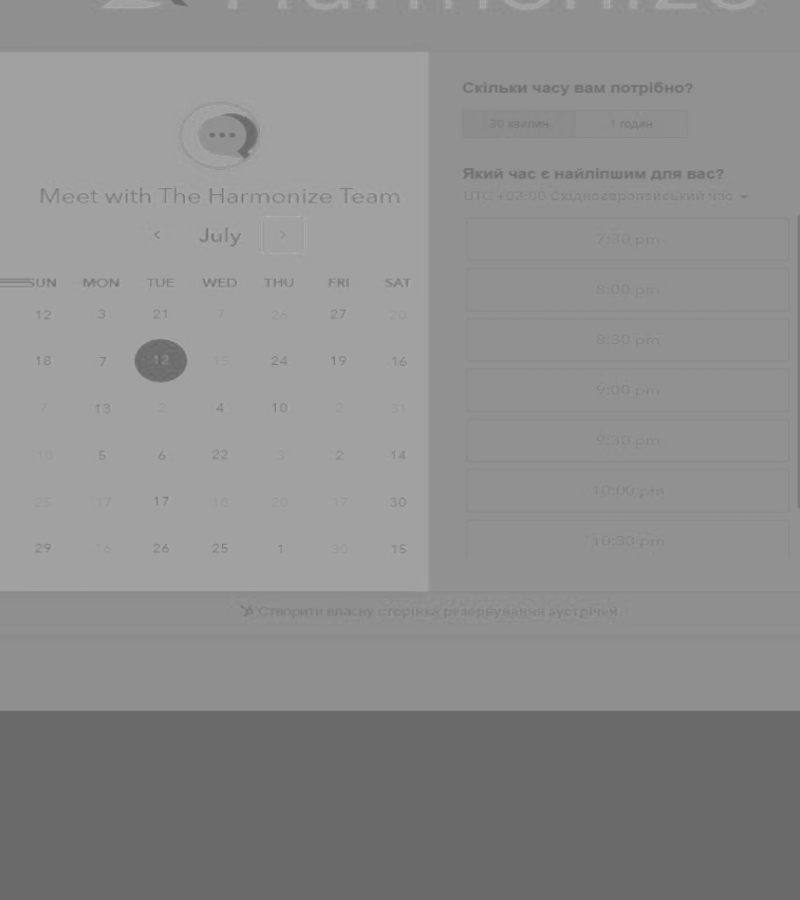 Harmonize
Meet with The Harmonize Team
July
SUN MON TUE WED THU FRI SAT
12 3 21 7 26 27 20
18 7 12 15 24 19 16
7 13 2 4 10 2 31
10 5 6 22 3 2 14
25 17 17 18 20 17 30
29 16 26 25 1 30 15
Скільки часу вам потрібно?
30 хвилин 1 годин
Який час є найліпшим для вас?
UTC +03:00 Східноєвропейський час
7:30 pm
8:00 pm
8:30 pm
9:00 pm
9:30 pm
10:00 pm
10:30 pm
Створити власну сторінка резервування зустрічей